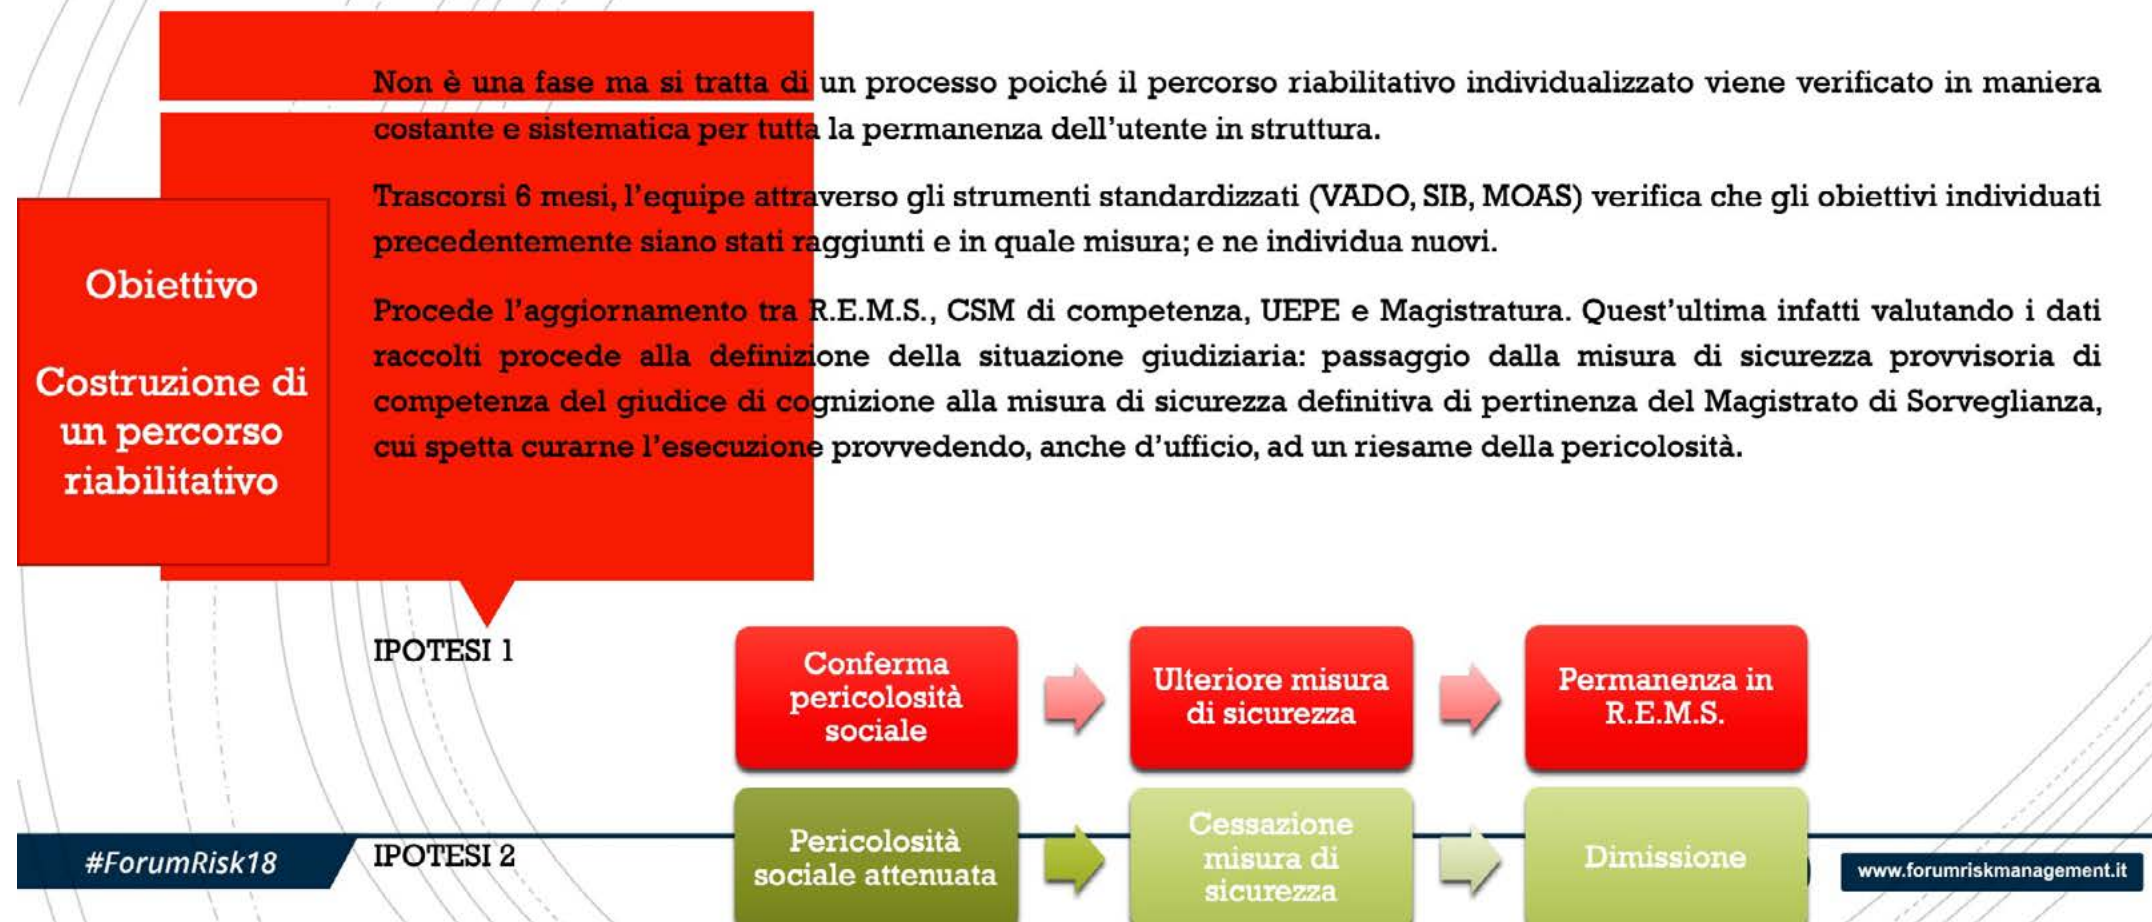 Non è una fase ma si tratta di un processo poiché il percorso riabilitativo individualizzato viene verificato in maniera
costante e sistematica per tutta la permanenza dell'utente in struttura.
Trascorsi 6 mesi, l'equipe attraverso gli strumenti standardizzati (VADO, SIB, MOAS) verifica che gli obiettivi individuati
precedentemente siano stati raggiunti e in quale misura; e ne individua nuovi.
Procede l'aggiornamento tra R.E.M.S., CSM di competenza, UEPE e Magistratura. Quest'ultima infatti valutando i dati
raccolti procede alla definizione della situazione giudiziaria: passaggio dalla misura di sicurezza provvisoria di
competenza del giudice di cognizione alla misura di sicurezza definitiva di pertinenza del Magistrato di Sorveglianza,
cui spetta curarne l'esecuzione provvedendo, anche d'ufficio, ad un riesame della pericolosità.
Obiettivo
Costruzione di
un percorso
riabilitativo
IPOTESI 1
Conferma
pericolosità
sociale
Ulteriore misura
di sicurezza
Permanenza in
R.E.M.S.
IPOTESI 2
Pericolosità
sociale attenuata
Cessazione
misura di
sicurezza
Dimissione
#ForumRisk18
www.forumriskmanagement.it